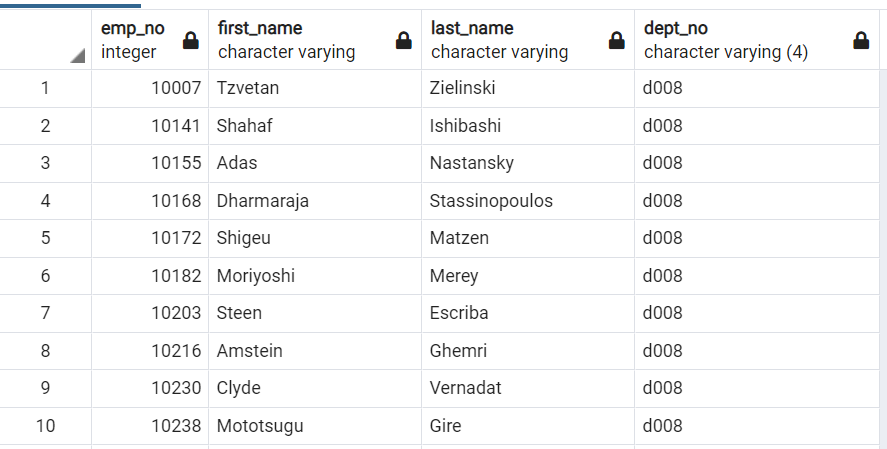 emp_no first_name last_name dept_no
integer character varying character varying character varying (4)
1 10007 Tzvetan Zielinski d008
2 10141 Shahaf Ishibashi d008
3 10155 Adas Nastansky d008
4 10168 Dharmaraja Stassinopoulos d008
5 10172 Shigeu Matzen d008
6 10182 Moriyoshi Merey d008
7 10203 Steen Escriba d008
8 10216 Amstein Ghemri d008
9 10230 Clyde Vernadat d008
10 10238 Mototsugu Gire d008